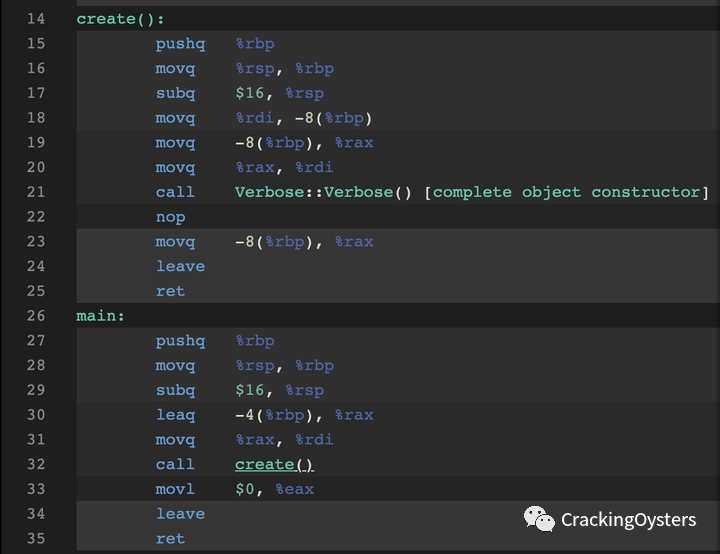 14 create():
15 pushq %rbp
16 movq %rsp, %rbp
17 subq $16, %rsp
18 movq %rdi, -8(%rbp)
19 movq -8(%rbp), %rax
20 movq %rax, %rdi
21 call Verbose::Verbose() [complete object constructor]
22 nop
23 movq -8(%rbp), %rax
24 leave
25 ret
26 main:
27 pushq %rbp
28 movq %rsp, %rbp
29 subq $16, %rsp
30 leaq -4(%rbp), %rax
31 movq %rax, %rdi
32 call create()
33 movl $0, %eax
34 leave
35 ret
CrackingOysters